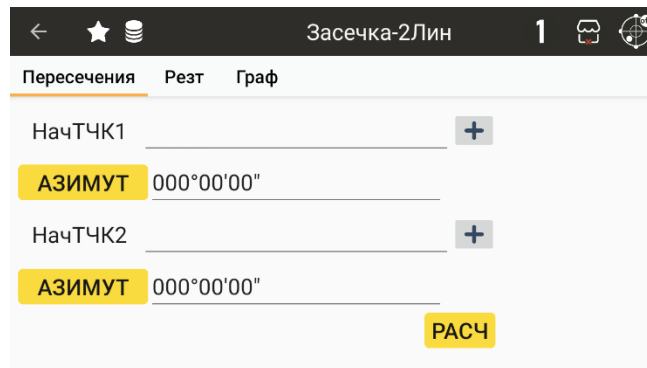 Засечка-2Лин 1
Пересечения Резт Граф
НачТЧК1
АЗИМУТ 000°00'00"
НачТЧК2
АЗИМУТ 000°00'00"
РАСЧ